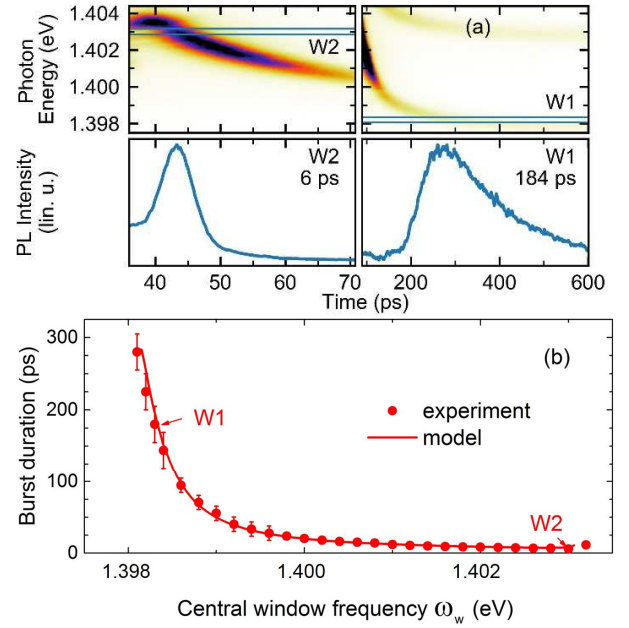 Photon
Energy (eV)
1.404
1.402
1.400
1.398
W2
(a)
W1
PL Intensity
(lin. u.)
W2
6 ps
W1
184 ps
40 50 60 70 200 400 600
Time (ps)
Burst duration (ps)
300
200
100
0
(b)
W1
experiment
model
W2
1.398 1.400 1.402
Central window frequency ω_w (eV)